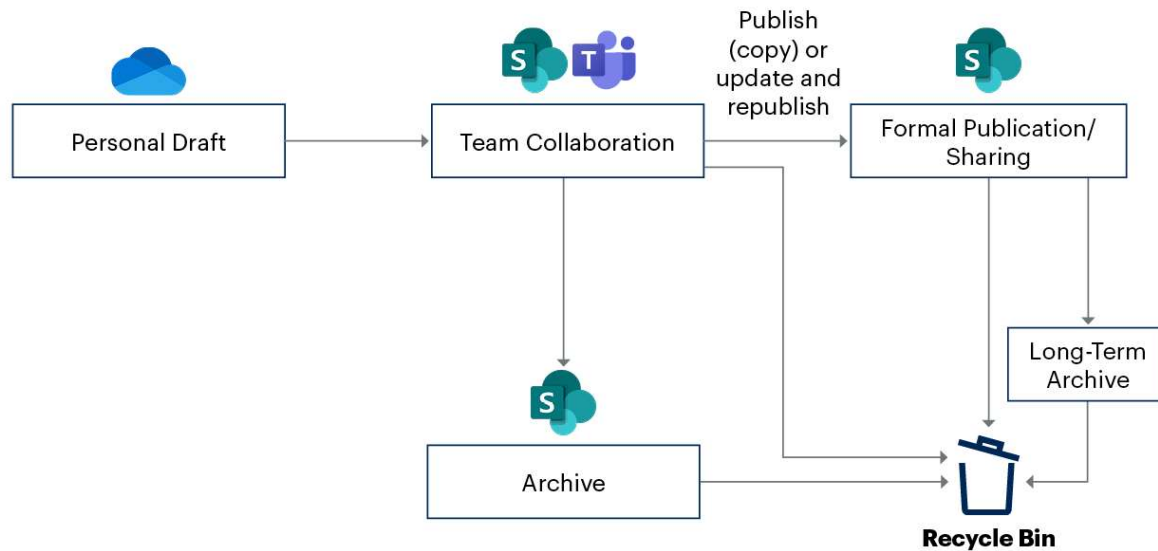 Publish
(copy) or
update and
republish
S
T
S
Personal Draft
Team Collaboration
Formal Publication/
Sharing
Long-Term
Archive
S
Archive
Recycle Bin